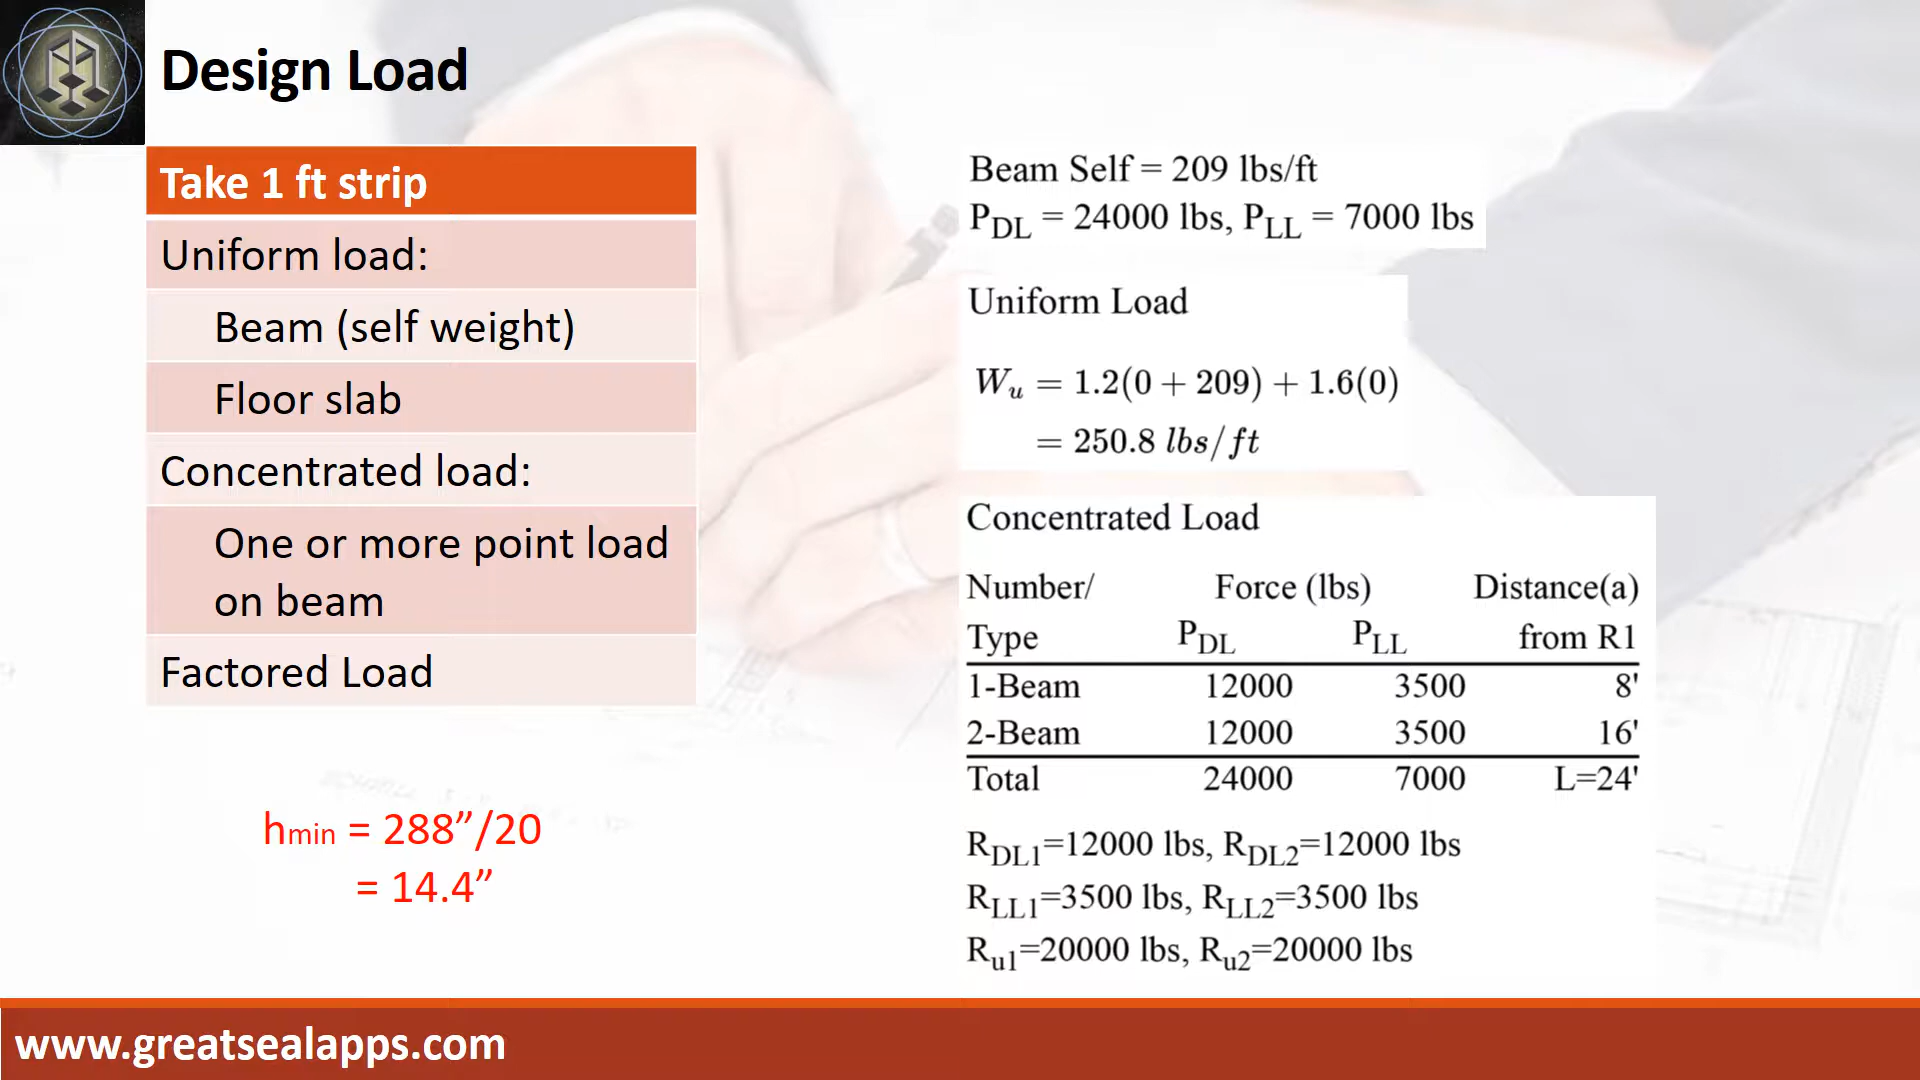 Design Load
Take 1 ft strip
Uniform load:
Beam (self weight)
Floor slab
Concentrated load:
One or more point load
on beam
Factored Load
hmin = 288”/20
= 14.4”
Beam Self = 209 lbs/ft
PDL = 24000 lbs, PLL = 7000 lbs
Uniform Load
Wu = 1.2(0 + 209) + 1.6(0)
= 250.8 lbs/ft
Concentrated Load
Number/ Force (lbs) Distance(a)
Type PDL PLL from R1
1-Beam 12000 3500 8'
2-Beam 12000 3500 16'
Total 24000 7000 L=24'
RDL1=12000 lbs, RDL2=12000 lbs
RLL1=3500 lbs, RLL2=3500 lbs
Ru1=20000 lbs, Ru2=20000 lbs
www.greatsealapps.com